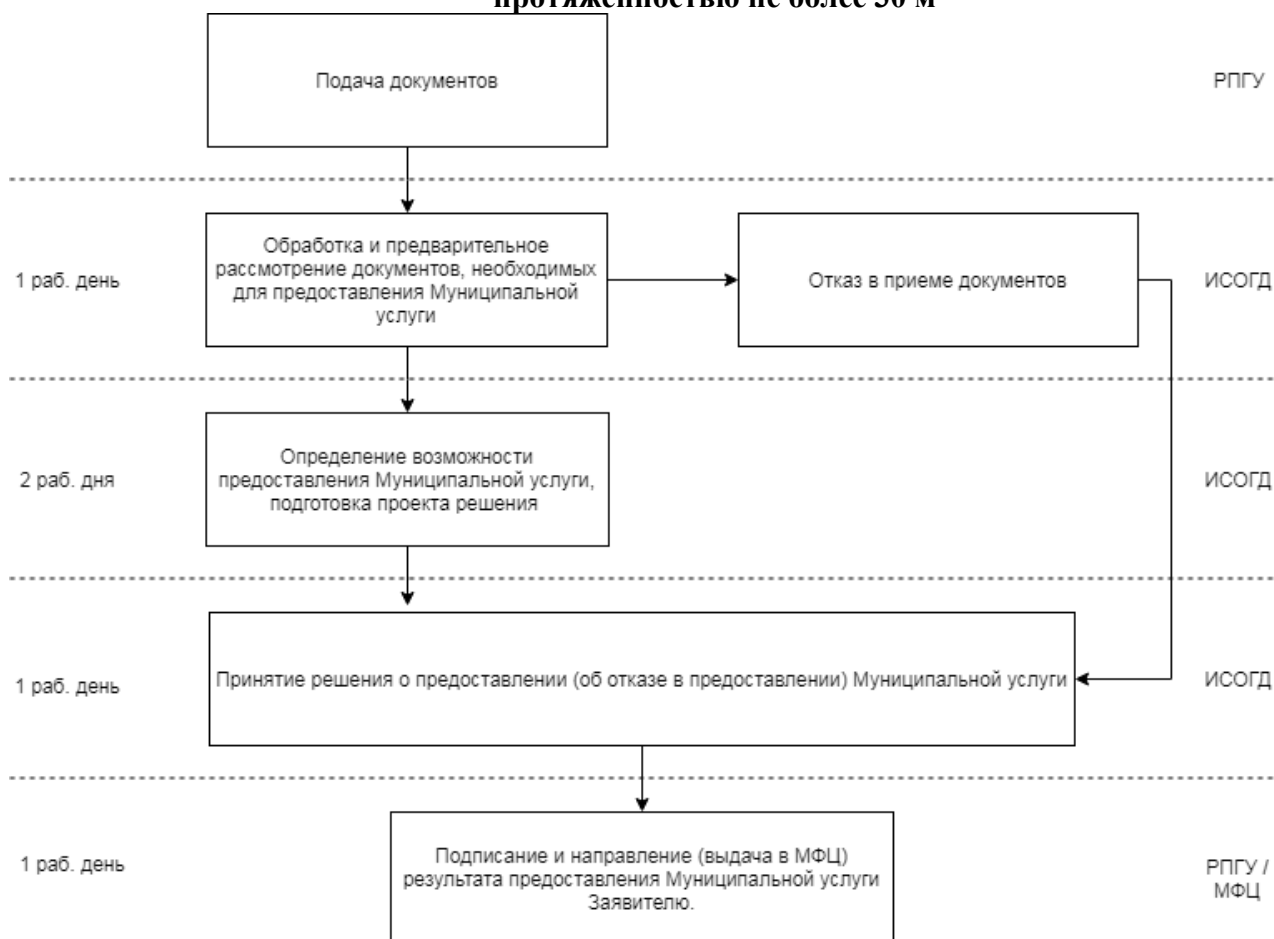 протяженностью не более 30 м
Подача документов
РПГУ
1 раб. день
Обработка и предварительное
рассмотрение документов, необходимых
для предоставления Муниципальной
услуги
Отказ в приеме документов
ИСОГД
2 раб. дня
Определение возможности
предоставления Муниципальной услуги,
подготовка проекта решения
ИСОГД
1 раб. день
Принятие решения о предоставлении (об отказе в предоставлении) Муниципальной услуги
ИСОГД
1 раб. день
Подписание и направление (выдача в МФЦ)
результата предоставления Муниципальной услуги
Заявителю.
РПГУ /
МФЦ